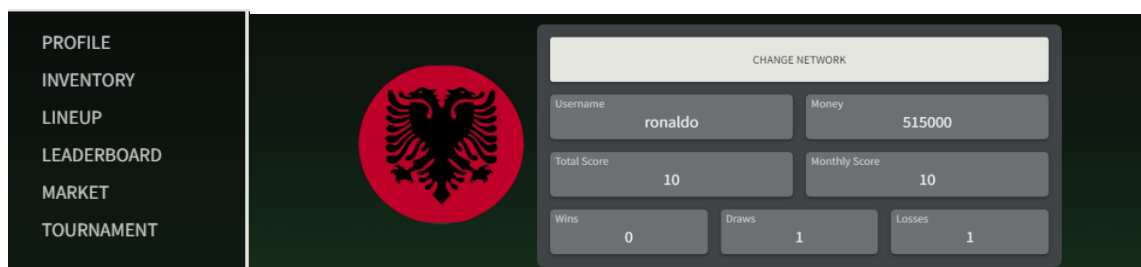 PROFILE
INVENTORY
LINEUP
LEADERBOARD
MARKET
TOURNAMENT
CHANGE NETWORK
Username
ronaldo
Money
515000
Total Score
10
Monthly Score
10
Wins
0
Draws
1
Losses
1